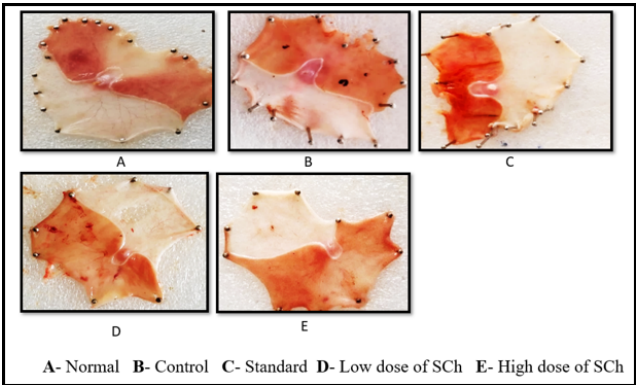 A
B
C
D
E
A- Normal B- Control C- Standard D- Low dose of SCh E- High dose of SCh